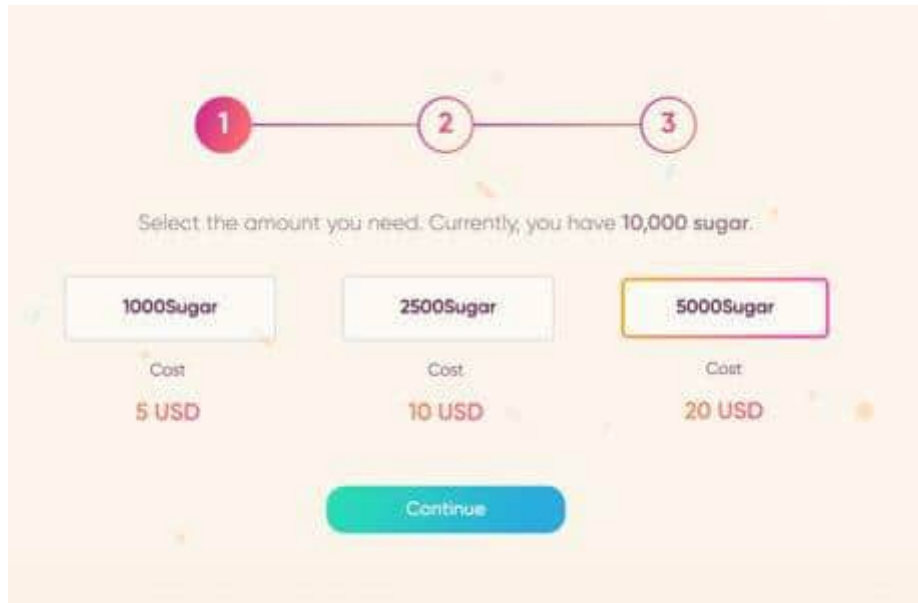 1 2 3
Select the amount you need. Currently, you have 10,000 sugar.
1000Sugar 2500Sugar 5000Sugar
Cost Cost Cost
5 USD 10 USD 20 USD
Continue